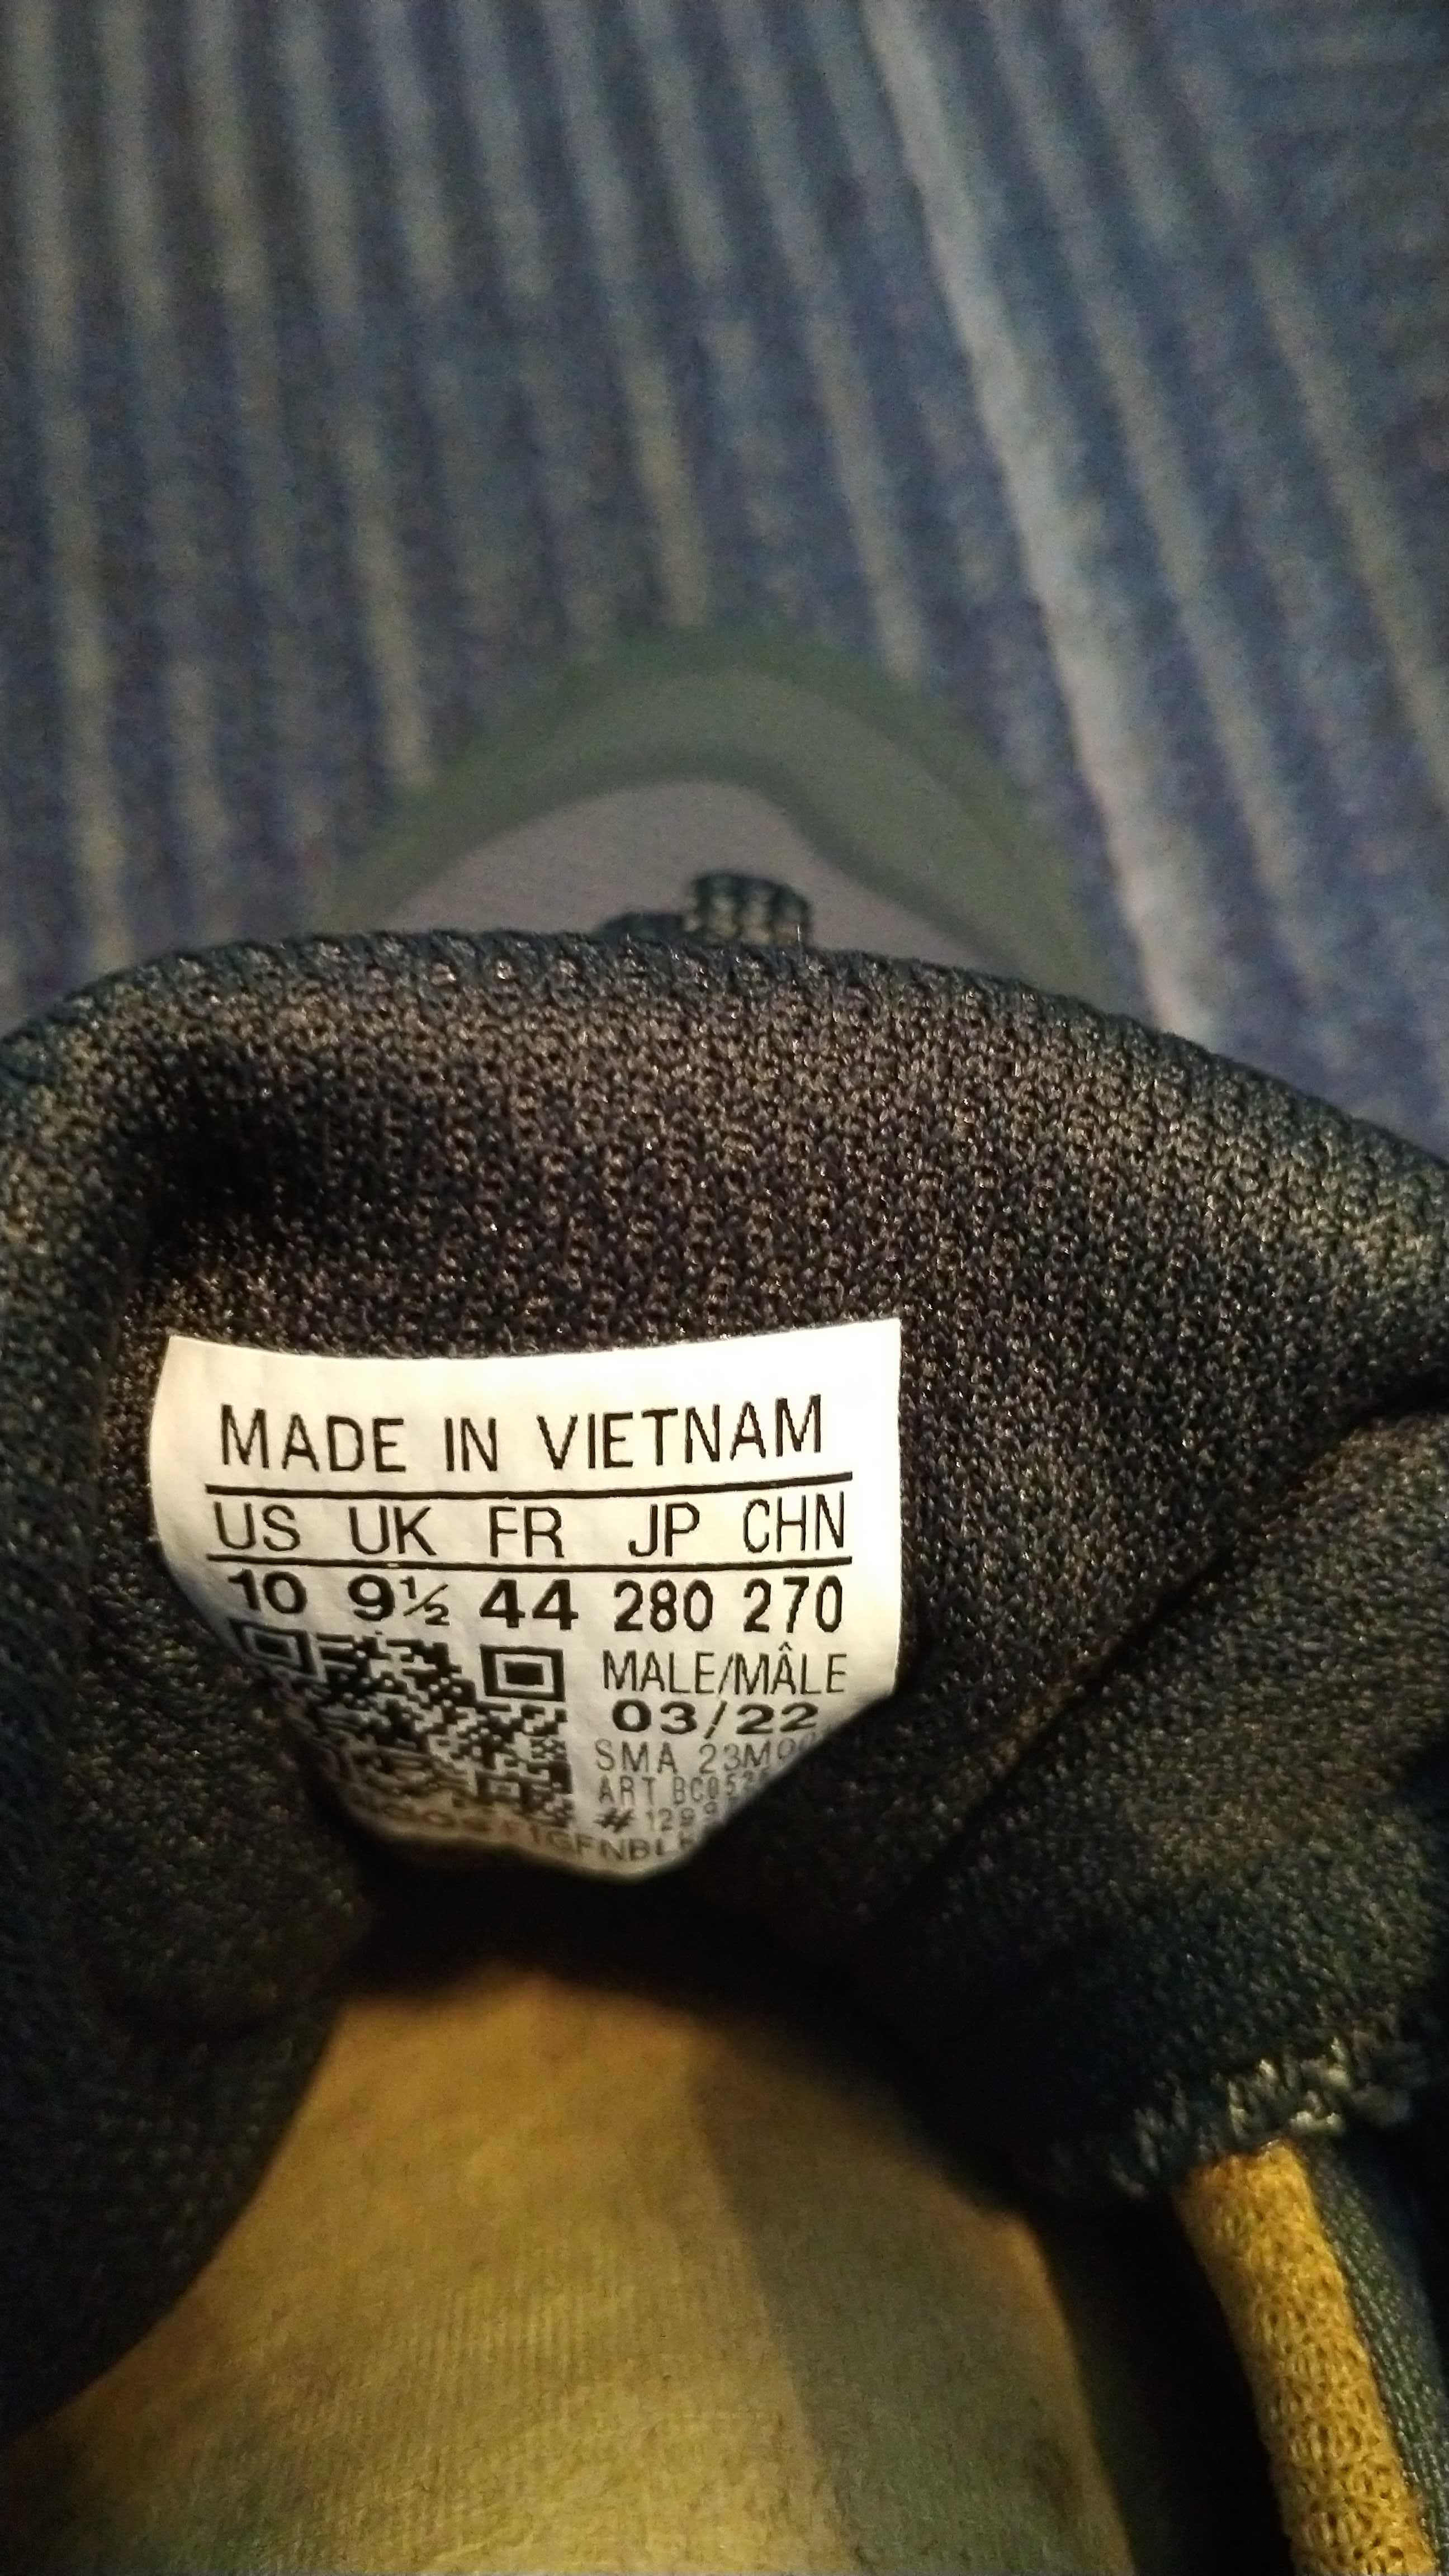 MADE IN VIETNAM
US UK FR JP CHN
10 9½ 44 280 270
MALE/MÂLE
03/22
SMA
ART
#